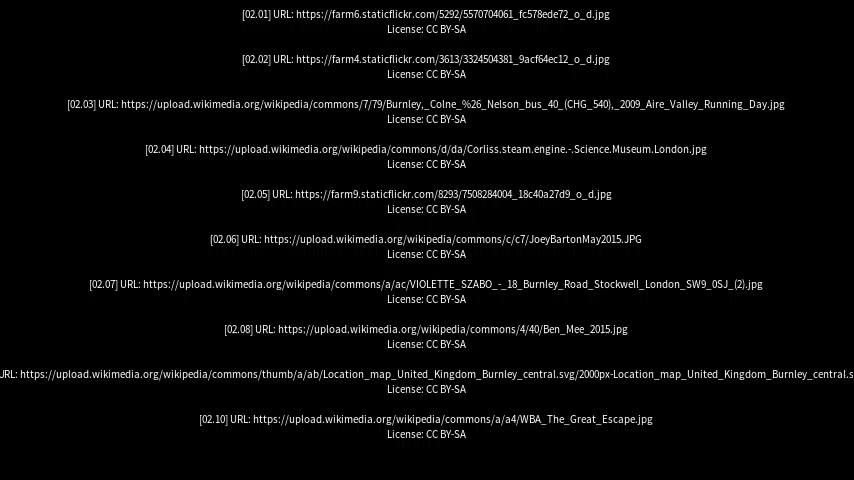 [02.01] URL: https://farm6.staticflickr.com/5292/5570704061_fc578ede72_o_d.jpg
License: CC BY-SA
[02.02] URL: https://farm4.staticflickr.com/3613/3324504381_9acf64ec12_o_d.jpg
License: CC BY-SA
[02.03] URL: https://upload.wikimedia.org/wikipedia/commons/7/79/Burnley,_Colne_%26_Nelson_bus_40_(CHG_540),_2009_Aire_Valley_Running_Day.jpg
License: CC BY-SA
[02.04] URL: https://upload.wikimedia.org/wikipedia/commons/d/da/Corliss.steam.engine.-.Science.Museum.London.jpg
License: CC BY-SA
[02.05] URL: https://farm9.staticflickr.com/8293/7508284004_18c40a27d9_o_d.jpg
License: CC BY-SA
[02.06] URL: https://upload.wikimedia.org/wikipedia/commons/c/c7/JoeyBartonMay2015.JPG
License: CC BY-SA
[02.07] URL: https://upload.wikimedia.org/wikipedia/commons/a/ac/VIOLETTE_SZABO_-_18_Burnley_Road_Stockwell_London_SW9_0SJ_(2).jpg
License: CC BY-SA
[02.08] URL: https://upload.wikimedia.org/wikipedia/commons/4/40/Ben_Mee_2015.jpg
License: CC BY-SA
URL: https://upload.wikimedia.org/wikipedia/commons/thumb/a/ab/Location_map_United_Kingdom_Burnley_central.svg/2000px-Location_map_United_Kingdom_Burnley_central.s
License: CC BY-SA
[02.10] URL: https://upload.wikimedia.org/wikipedia/commons/a/a4/WBA_The_Great_Escape.jpg
License: CC BY-SA